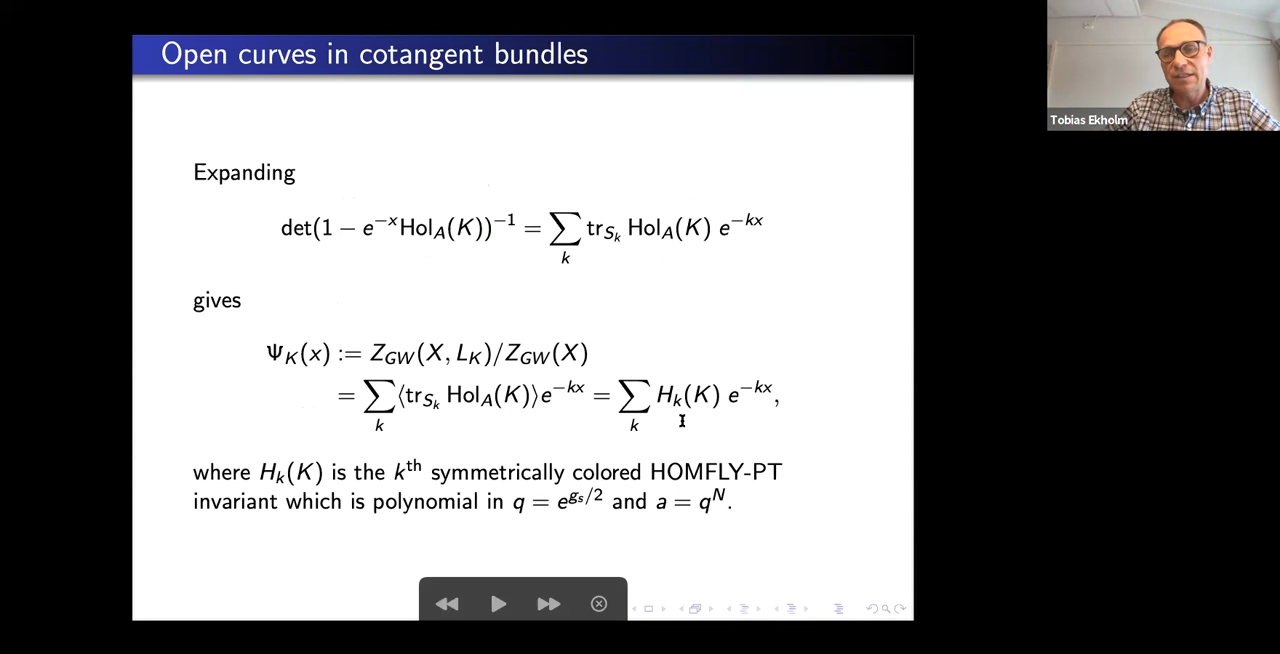 Open curves in cotangent bundles
Tobias Ekholm
Expanding
det(1 − e^{−x}Hol_A(K))^{−1} = ∑_k tr_{S_k} Hol_A(K) e^{−kx}
gives
Ψ_K(x) := Z_{GW}(X, L_K)/Z_{GW}(X)
= ∑_k ⟨tr_{S_k} Hol_A(K)⟩e^{−kx} = ∑_k H_k(K) e^{−kx},
where H_k(K) is the k^{th} symmetrically colored HOMFLY-PT
invariant which is polynomial in q = e^{g_s/2} and a = q^N.